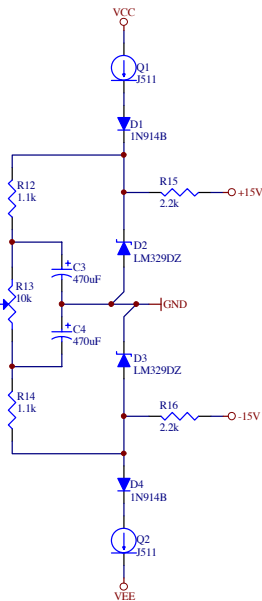 VCC
Q1
J511
D1
1N914B
R15
+15V
2.2k
R12
1.1k
D2
LM329DZ
C3
470uF
R13
10k
GND
C4
470uF
D3
LM329DZ
R14
1.1k
R16
-15V
2.2k
D4
1N914B
Q2
J511
VEE